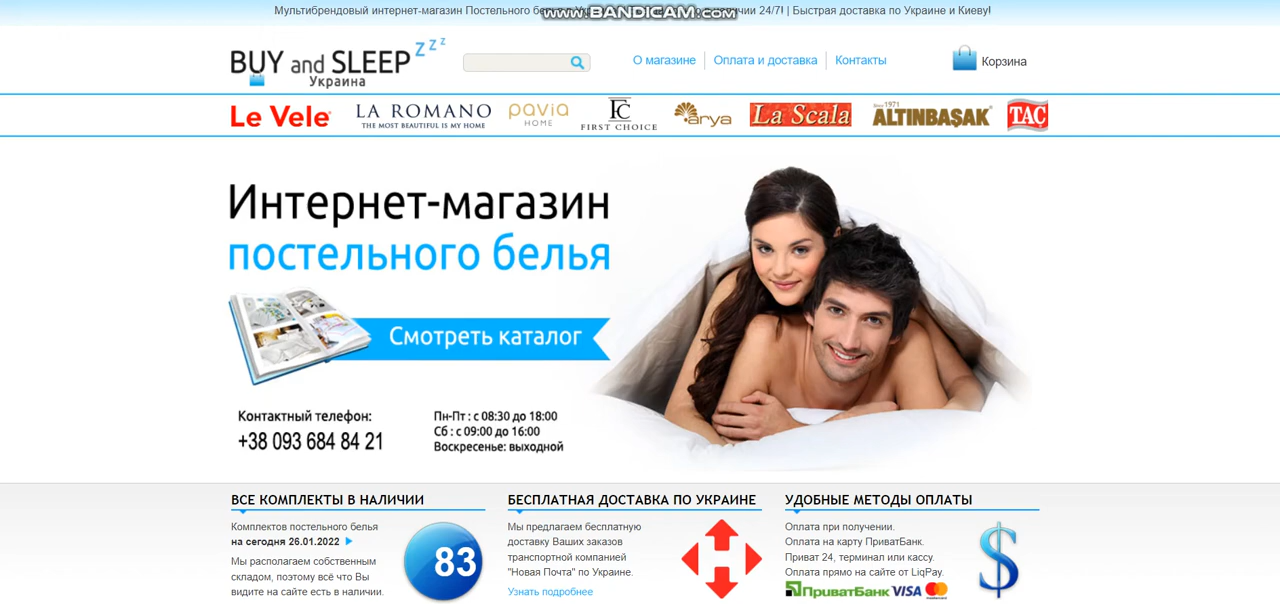 Мультибрендовый интернет-магазин Постельного в наличии 24/7! | Быстрая доставка по Украине и Киеву!
www.BANDICAM.com
BUY and SLEEP z z z
Украина
О магазине
Оплата и доставка
Контакты
Корзина
Le Vele
LA ROMANO
THE MOST BEAUTIFUL IS MY HOME
pavia
HOME
FC
FIRST CHOICE
arya
La Scala
Since 1971
ALTINBAŞAK
TAÇ
Интернет-магазин
постельного белья
Смотреть каталог
Контактный телефон:
+38 093 684 84 21
Пн-Пт : с 08:30 до 18:00
Сб : с 09:00 до 16:00
Воскресенье: выходной
ВСЕ КОМПЛЕКТЫ В НАЛИЧИИ
Комплектов постельного белья
на сегодня 26.01.2022
Мы располагаем собственным
складом, поэтому всё что Вы
видите на сайте есть в наличии.
83
БЕСПЛАТНАЯ ДОСТАВКА ПО УКРАИНЕ
Мы предлагаем бесплатную
доставку Ваших заказов
транспортной компанией
"Новая Почта" по Украине.
Узнать подробнее
УДОБНЫЕ МЕТОДЫ ОПЛАТЫ
Оплата при получении.
Оплата на карту ПриватБанк.
Приват 24, терминал или кассу.
Оплата прямо на сайте от LiqPay.
ПриватБанк VISA
$